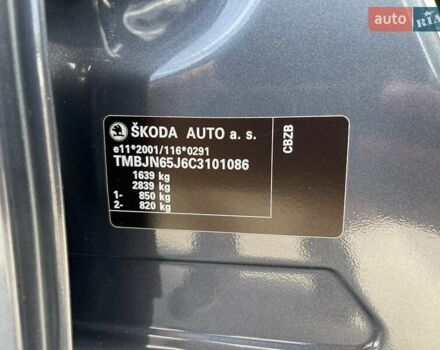 auto RIA
ŠKODA AUTO a. s.
e11*2001/116*0291
TMBJN65J6C3101086
1639 kg
2839 kg
1- 850 kg
2- 820 kg
CBZB